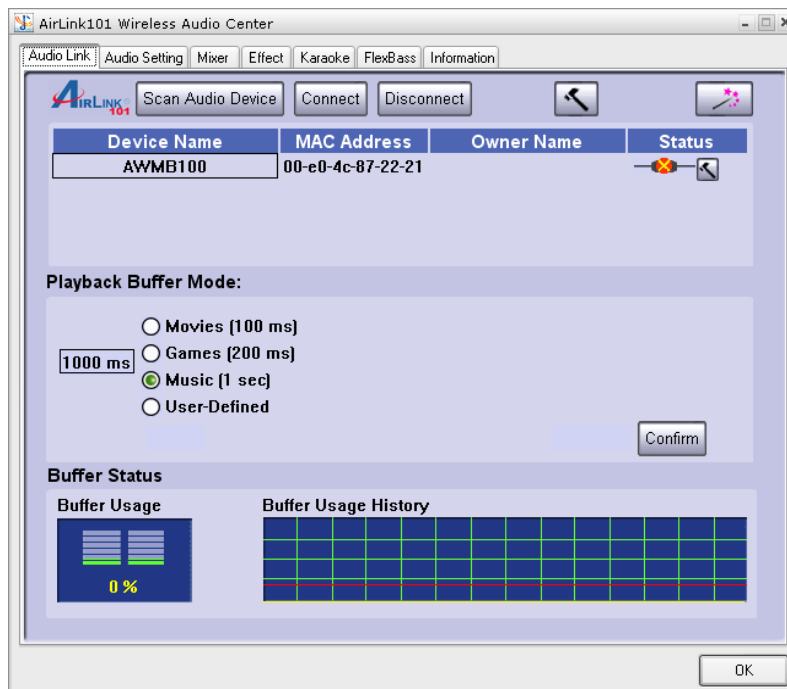 AirLink101 Wireless Audio Center
Audio Link Audio Setting Mixer Effect Karaoke FlexBass Information
AIRLINK® 101 Scan Audio Device Connect Disconnect
Device Name MAC Address Owner Name Status
AWMB100 00-e0-4c-87-22-21
Playback Buffer Mode:
Movies (100 ms)
Games (200 ms)
1000 ms
Music (1 sec)
User-Defined
Confirm
Buffer Status
Buffer Usage Buffer Usage History
0 %
OK